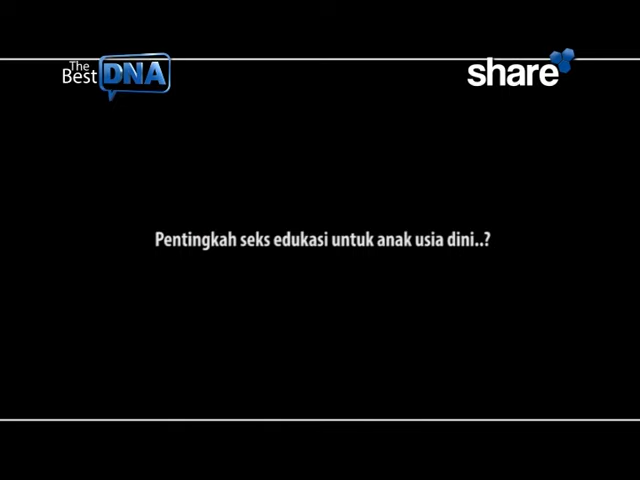 The
Best DNA
share
Pentingkah seks edukasi untuk anak usia dini..?